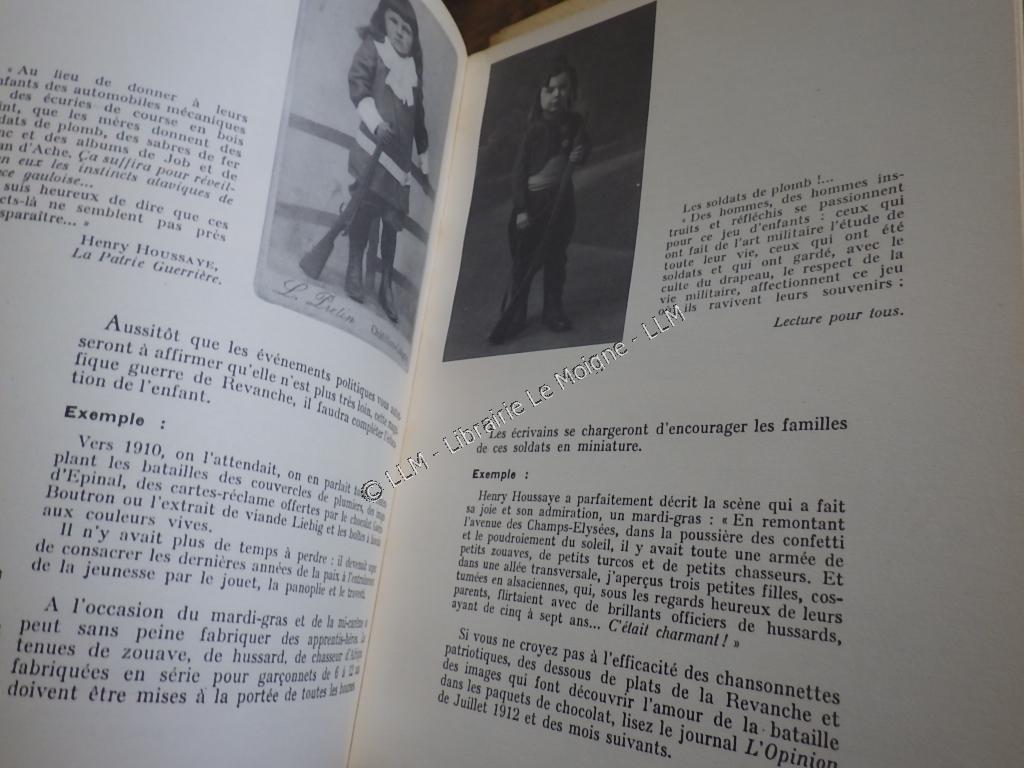 « Au lieu de donner à leurs
enfants des automobiles mécaniques
des écuries de course en bois
que les mères donnent des
soldats de plomb, des sabres de fer
et des albums de Job et de
d'Ache. Ça suffira pour réveil-
en eux les instincts alaviques de
gauloise...
suis heureux de dire que ces
là ne semblent pas près
... »
Henry Houssaye,
La Patrie Guerrière.
L. Prélin
Aussitôt que les événements politiques vous
seront à affirmer qu'elle n'est plus très loin, cette
fique guerre de Revanche, il faudra compléter
tion de l'enfant.
Exemple :
Vers 1910, on l'attendait, on en parlait
plant les batailles des couvercles de plumiers, des
d'Epinal, des cartes-réclame offertes par le chocolat
Boutron ou l'extrait de viande Liebig et les boîtes à
aux couleurs vives.
Il n'y avait plus de temps à perdre : il devenait
de consacrer les dernières années de la paix à l'entraînement
de la jeunesse par le jouet, la panoplie et le travesti.
A l'occasion du mardi-gras et de la mi-carême
peut sans peine fabriquer des apprentis-héros.
tenues de zouave, de hussard, de chasseur d'Afrique
fabriquées en série pour garçonnets de 6 à 12 ans
doivent être mises à la portée de toutes les bourses
Les soldats de plomb !...
« Des hommes, des hommes ins-
truits et réfléchis se passionnent
pour ce jeu d'enfants : ceux qui
ont fait de l'art militaire l'étude de
toute leur vie, ceux qui ont été
soldats et qui ont gardé, avec le
culte du drapeau, le respect de la
vie militaire, affectionnent ce jeu
où ils ravivent leurs souvenirs ;
Lecture pour tous.
Les écrivains se chargeront d'encourager les familles
de ces soldats en miniature.
Exemple :
Henry Houssaye a parfaitement décrit la scène qui a fait
sa joie et son admiration, un mardi-gras : « En remontant
l'avenue des Champs-Elysées, dans la poussière des confetti
et le poudroiement du soleil, il y avait toute une armée de
petits zouaves, de petits turcos et de petits chasseurs. Et
dans une allée transversale, j'aperçus trois petites filles, cos-
tumées en alsaciennes, qui, sous les regards heureux de leurs
parents, flirtaient avec de brillants officiers de hussards,
ayant de cinq à sept ans... C'était charmant ! »
Si vous ne croyez pas à l'efficacité des chansonnettes
patriotiques, des dessous de plats de la Revanche et
des images qui font découvrir l'amour de la bataille
dans les paquets de chocolat, lisez le journal L'Opinion
de Juillet 1912 et des mois suivants.
© LLM - Librairie Le Moigne - LLM